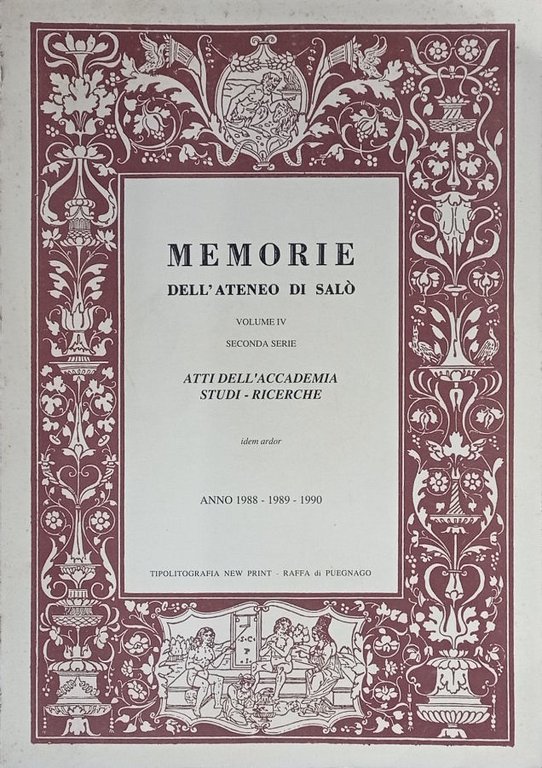 MEMORIE
DELL'ATENEO DI SALÒ
VOLUME IV
SECONDA SERIE
ATTI DELL'ACCADEMIA
STUDI - RICERCHE
idem ardor
ANNO 1988 - 1989 - 1990
TIPOLITOGRAFIA NEW PRINT - RAFFA di PUEGNAGO